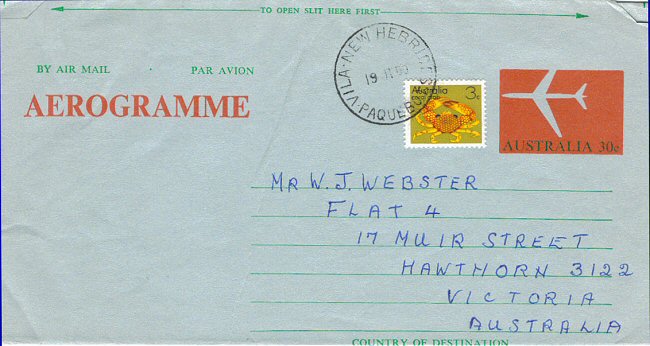 TO OPEN SLIT HERE FIRST
BY AIR MAIL · PAR AVION
AEROGRAMME
VILA - NEW HEBRIDES
PAQUEBOT
Australia
3c
AUSTRALIA 30c
MR W. J. WEBSTER
FLAT 4
17 MUIR STREET
HAWTHORN 3122
VICTORIA
AUSTRALIA
COUNTRY OF DESTINATION